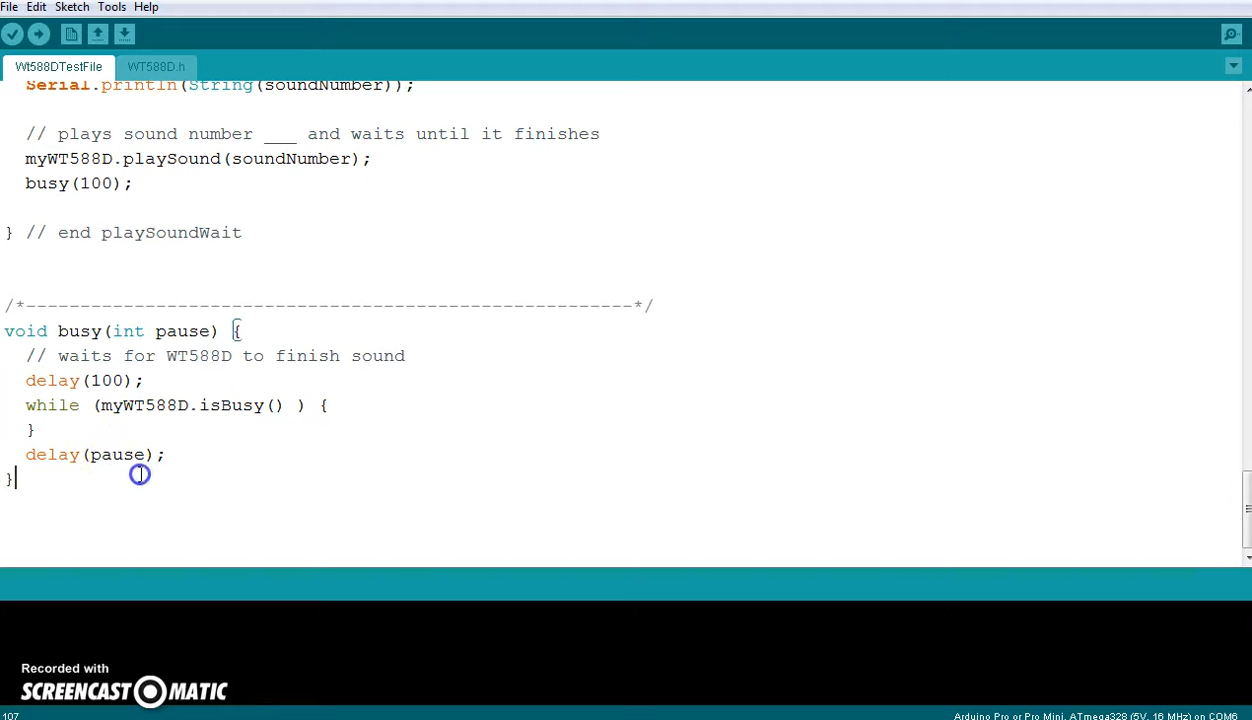 File Edit Sketch Tools Help
Wt588DTestFile WT588D.h
Serial.println(String(soundNumber));
// plays sound number ___ and waits until it finishes
myWT588D.playSound(soundNumber);
busy(100);
} // end playSoundWait
/*--------------------------------------------------------*/
void busy(int pause) {
// waits for WT588D to finish sound
delay(100);
while (myWT588D.isBusy() ) {
}
delay(pause);
}
Recorded with
SCREENCAST MATIC
107
Arduino Pro or Pro Mini, ATmega328 (5V, 16 MHz) on COM6